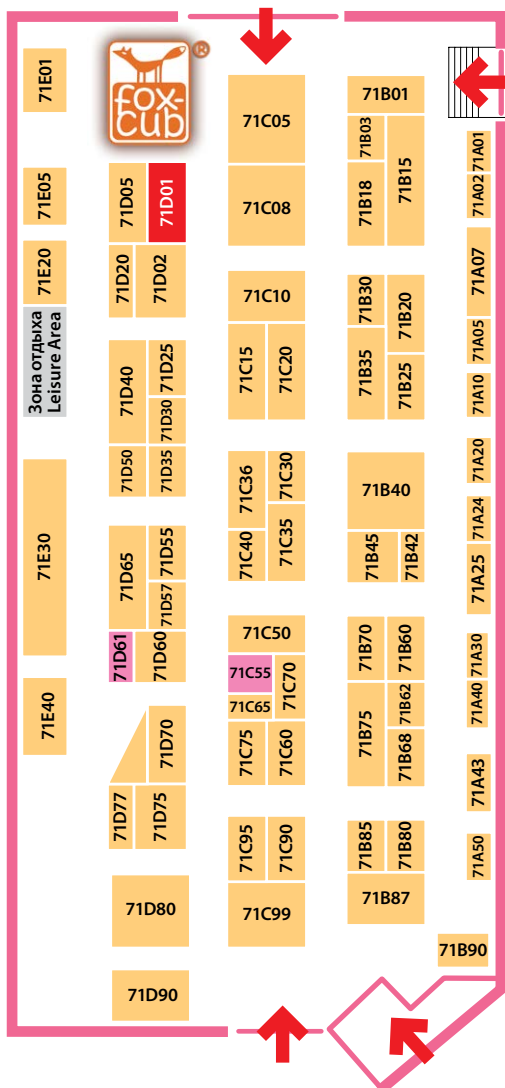 fox-
cub
®
71E01
71E05
71E20
Зона отдыха
Leisure Area
71E30
71E40
71D05
71D01
71D20
71D02
71D40
71D25
71D30
71D50
71D35
71D65
71D55
71D57
71D61
71D60
71D70
71D77
71D75
71D80
71D90
71C05
71C08
71C10
71C15
71C20
71C36
71C30
71C40
71C35
71C50
71C55
71C70
71C65
71C75
71C60
71C95
71C90
71C99
71B01
71B03
71B15
71B18
71B30
71B20
71B35
71B25
71B40
71B45
71B42
71B70
71B60
71B75
71B62
71B68
71B85
71B80
71B87
71B90
71A01
71A02
71A07
71A05
71A10
71A20
71A24
71A25
71A30
71A40
71A43
71A50